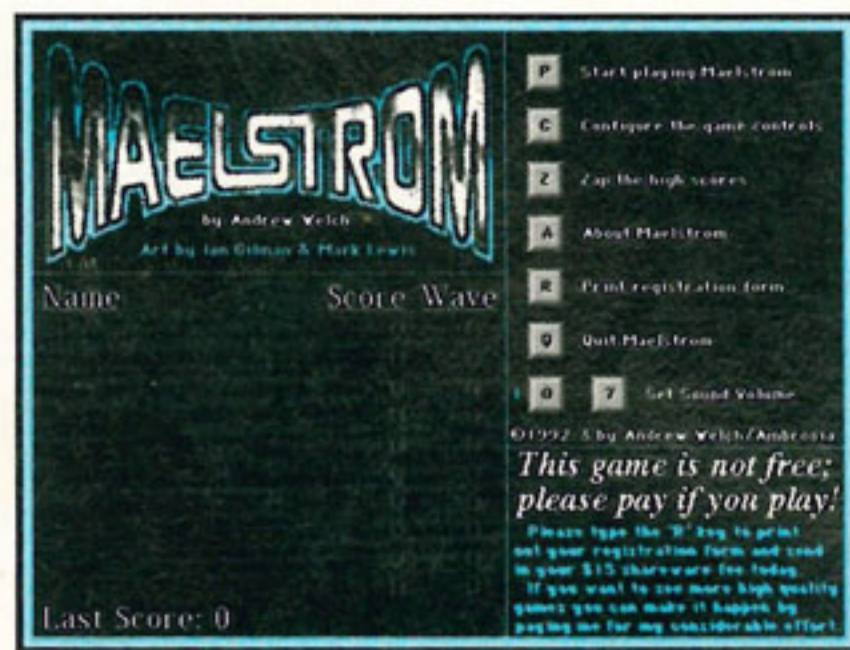 MAELSTROM
by Andrew Welch
Art by Ian Gilman & Mark Lewis
Name Score Wave
Last Score: 0
P Start playing Maelstrom
C Configure the game controls
Z Zap the high scores
A About Maelstrom
R Print registration form
Q Quit Maelstrom
0 7 Set Sound Volume
©1992-3 by Andrew Welch/Ambrosia
This game is not free;
please pay if you play!
Please type the 'R' key to print
out your registration form and send
in your $15 shareware fee today.
If you want to see more high quality
games you can make it happen by
paying me for my considerable effort.